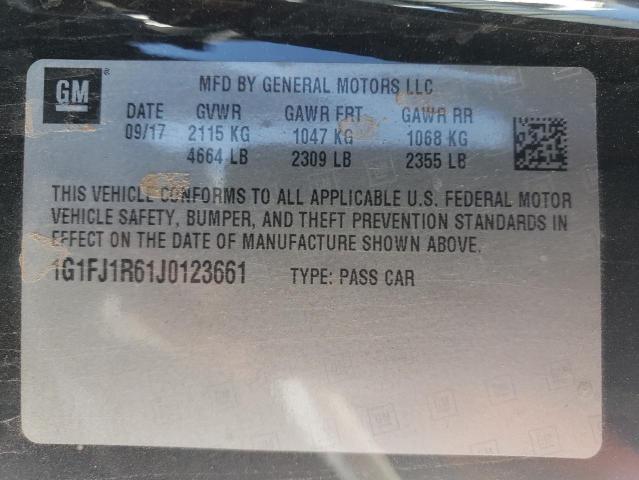 GM ® MFD BY GENERAL MOTORS LLC
DATE GVWR GAWR FRT GAWR RR
09/17 2115 KG 1047 KG 1068 KG
4664 LB 2309 LB 2355 LB
THIS VEHICLE CONFORMS TO ALL APPLICABLE U.S. FEDERAL MOTOR
VEHICLE SAFETY, BUMPER, AND THEFT PREVENTION STANDARDS IN
EFFECT ON THE DATE OF MANUFACTURE SHOWN ABOVE.
1G1FJ1R61J0123661 TYPE: PASS CAR